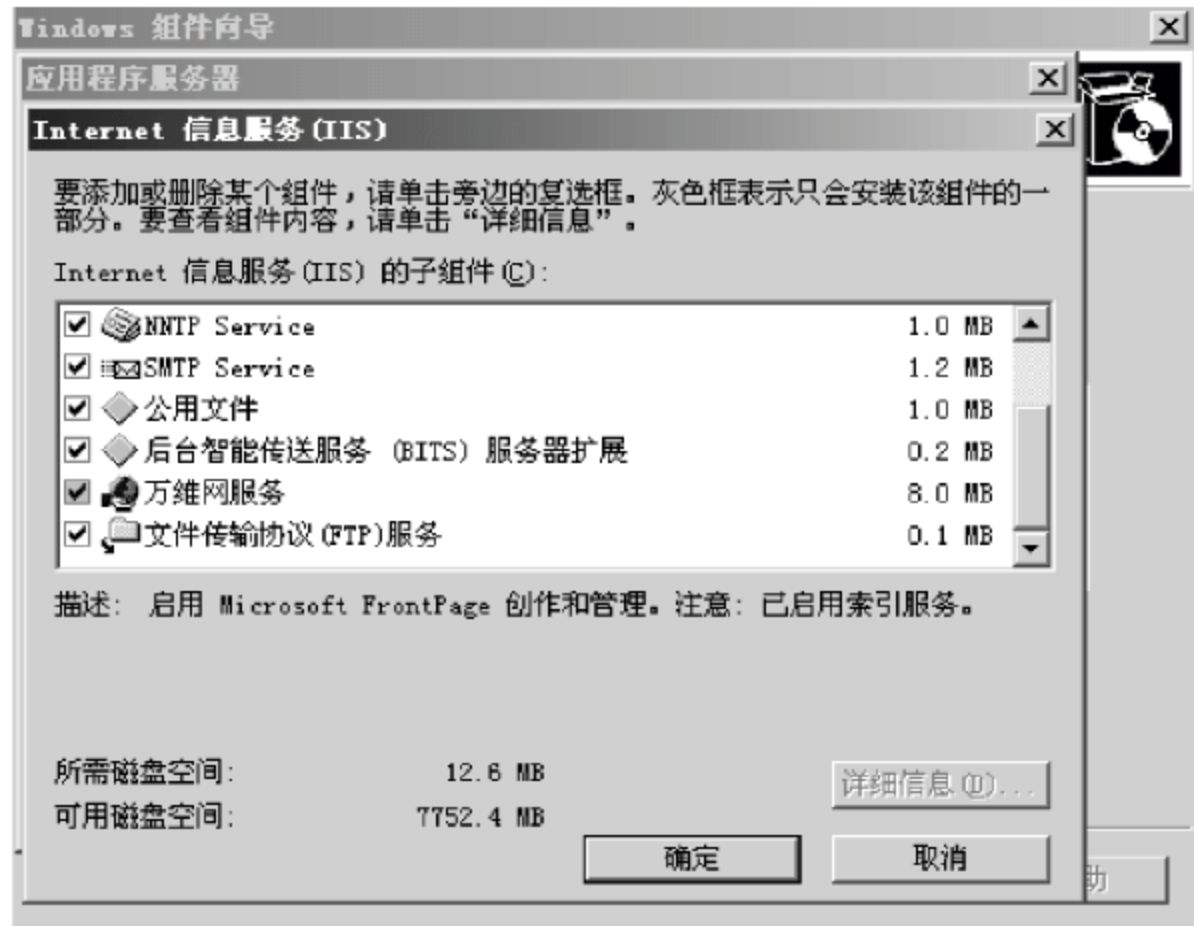 Windows 组件向导
应用程序服务器
Internet 信息服务(IIS)
要添加或删除某个组件，请单击旁边的复选框。灰色框表示只会安装该组件的一
部分。要查看组件内容，请单击“详细信息”。
Internet 信息服务(IIS) 的子组件(C):
NNTP Service 1.0 MB
SMTP Service 1.2 MB
公用文件 1.0 MB
后台智能传送服务 (BITS) 服务器扩展 0.2 MB
万维网服务 8.0 MB
文件传输协议(FTP)服务 0.1 MB
描述: 启用 Microsoft FrontPage 创作和管理。注意: 已启用索引服务。
所需磁盘空间: 12.6 MB
详细信息(D)...
可用磁盘空间: 7752.4 MB
确定 取消
助